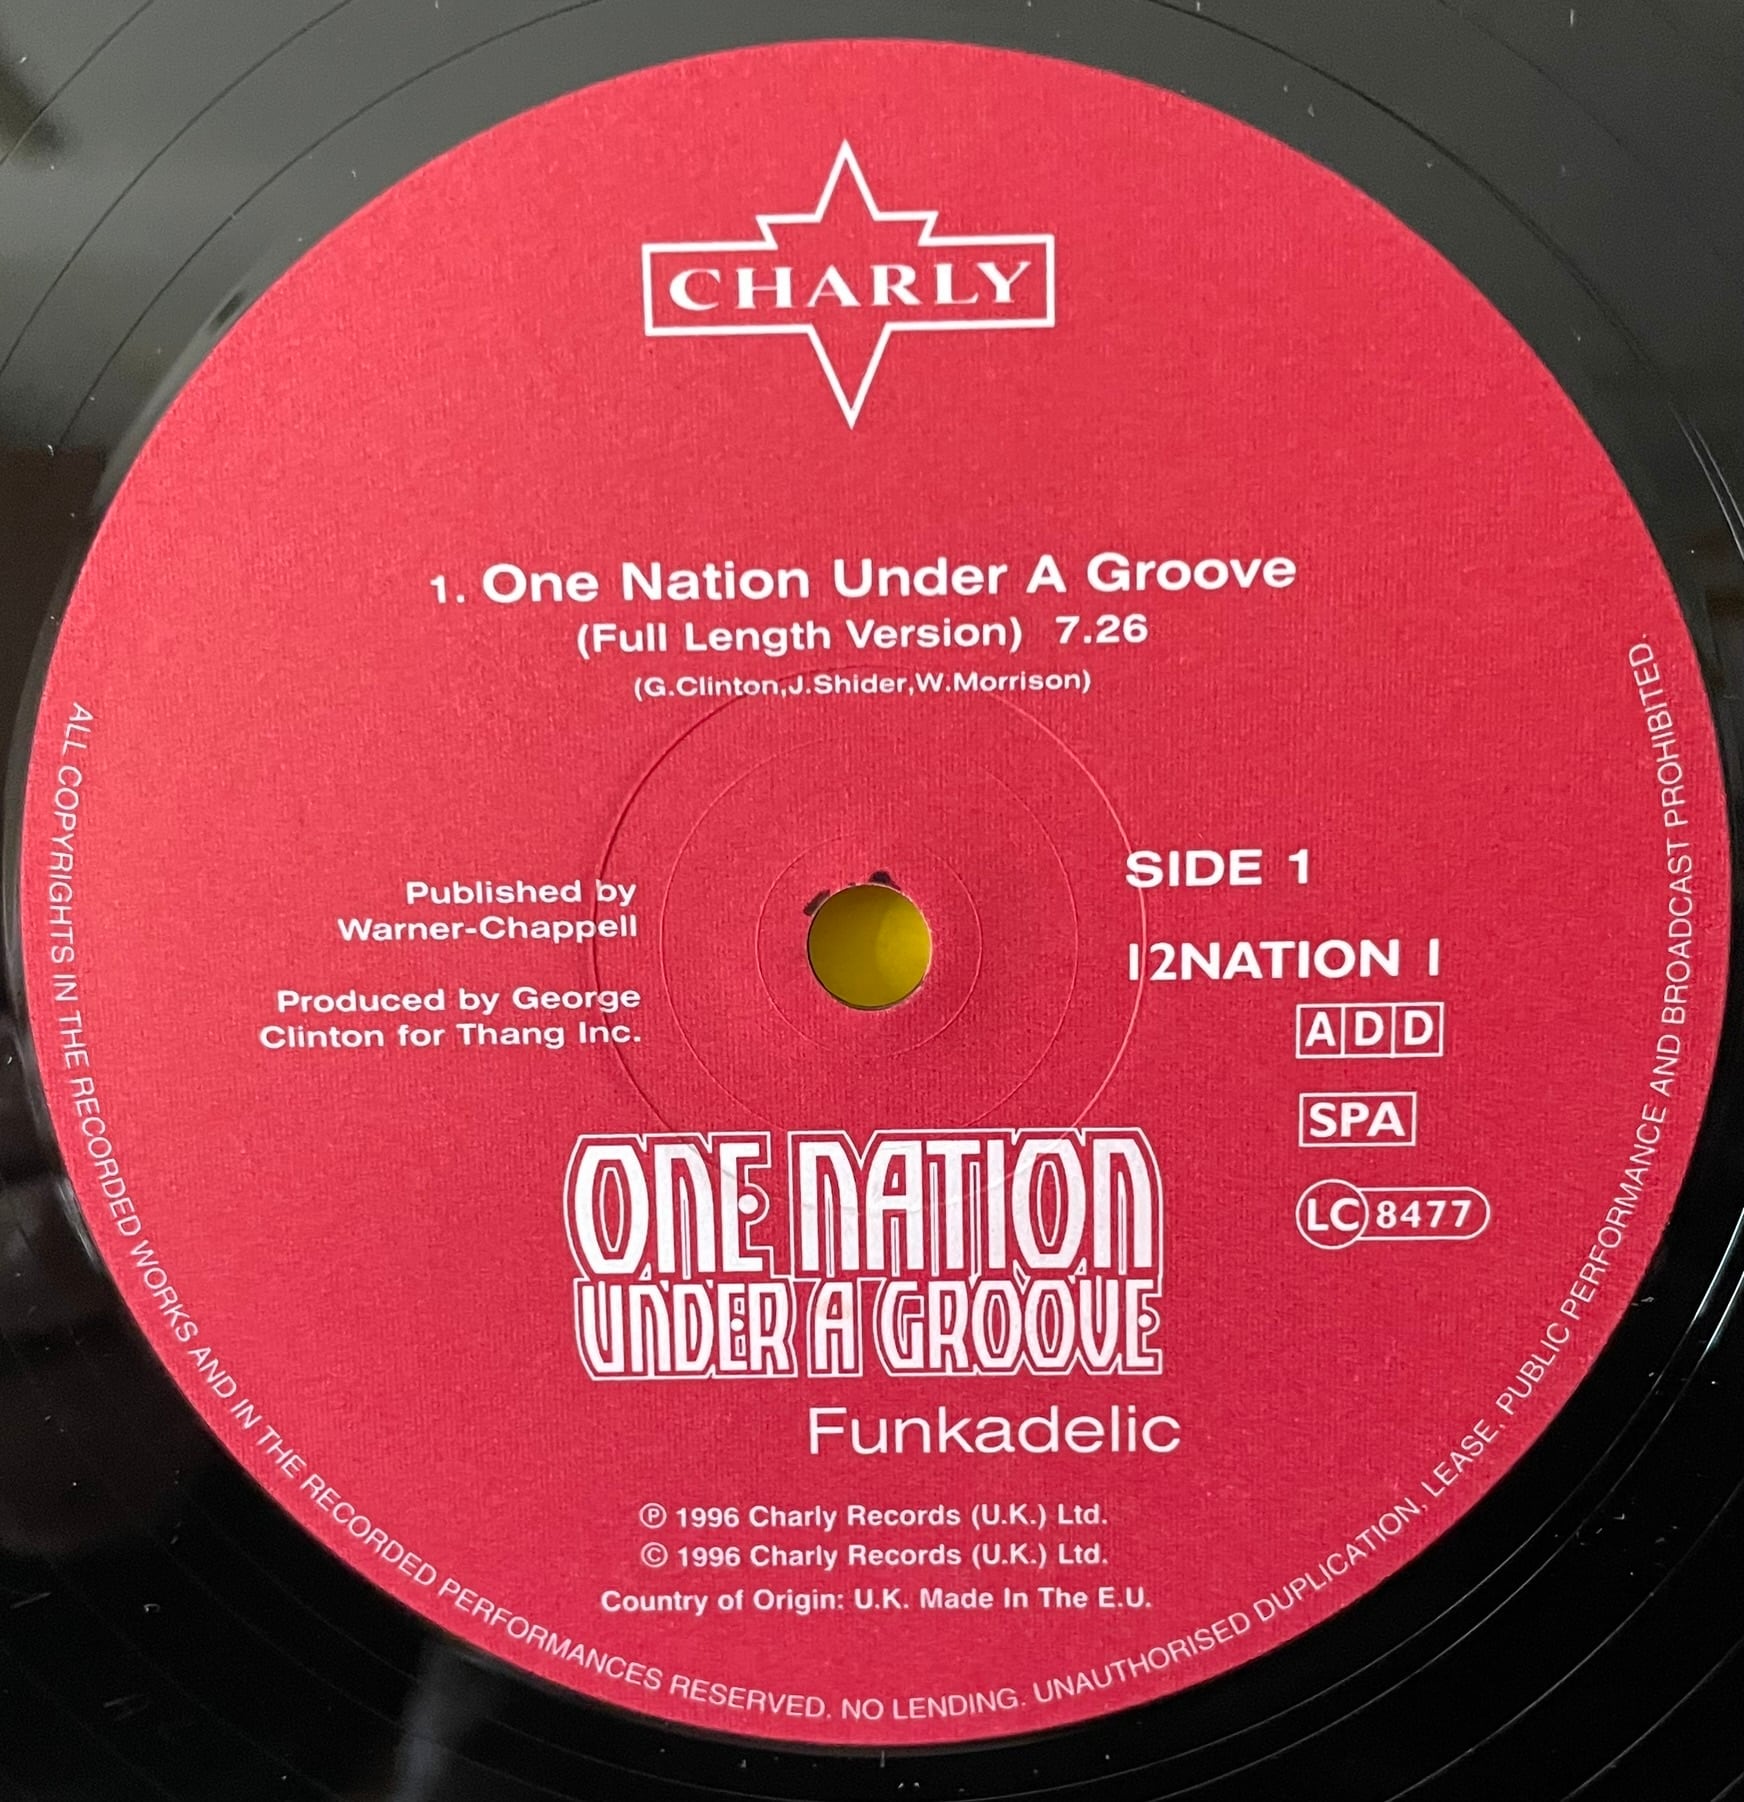 CHARLY
1. One Nation Under A Groove
(Full Length Version) 7.26
(G.Clinton,J.Shider,W.Morrison)
Published by
Warner-Chappell
Produced by George
Clinton for Thang Inc.
SIDE 1
12NATION 1
ADD
SPA
LC 8477
ONE NATION
UNDER A GROOVE
Funkadelic
℗ 1996 Charly Records (U.K.) Ltd.
© 1996 Charly Records (U.K.) Ltd.
Country of Origin: U.K. Made In The E.U.
ALL COPYRIGHTS IN THE RECORDED WORKS AND IN THE RECORDED PERFORMANCES RESERVED. NO LENDING. UNAUTHORISED DUPLICATION, LEASE, PUBLIC PERFORMANCE AND BROADCAST PROHIBITED.